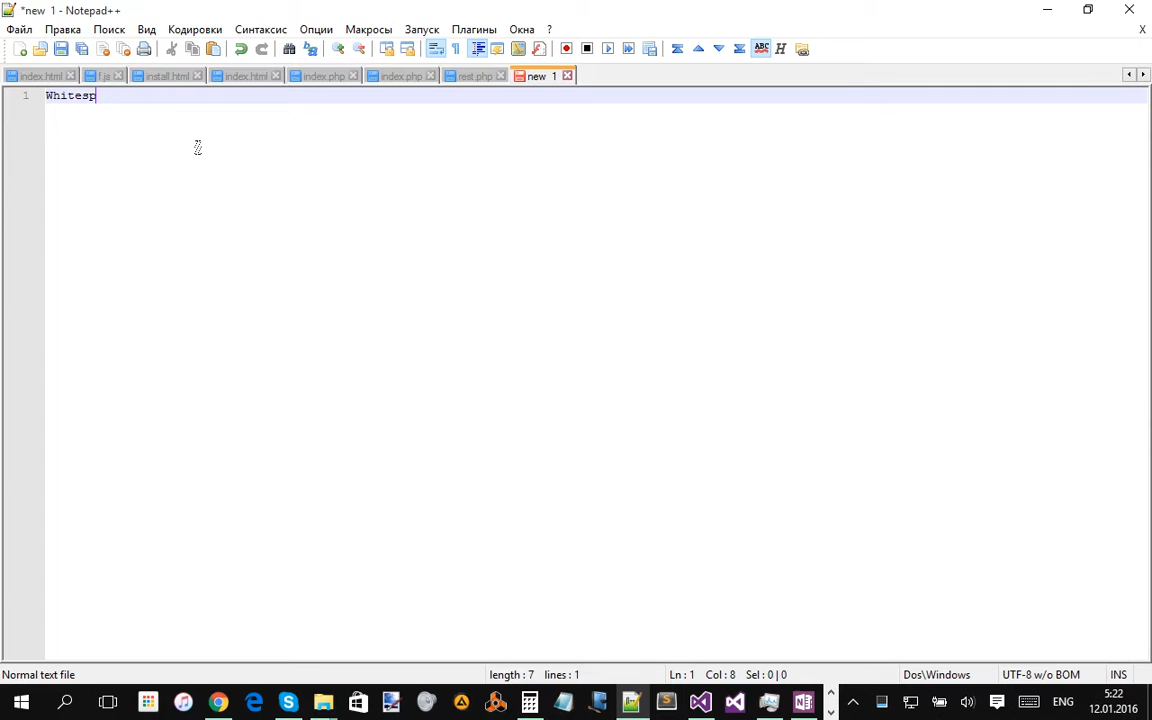 *new 1 - Notepad++
Файл Правка Поиск Вид Кодировки Синтаксис Опции Макросы Запуск Плагины Окна ? X
ABC H
index.html f.js install.html index.html index.php index.php rest.php new 1
1 Whitesp
Normal text file length : 7 lines : 1 Ln : 1 Col : 8 Sel : 0 | 0 Dos\Windows UTF-8 w/o BOM INS
ENG 5:22
12.01.2016